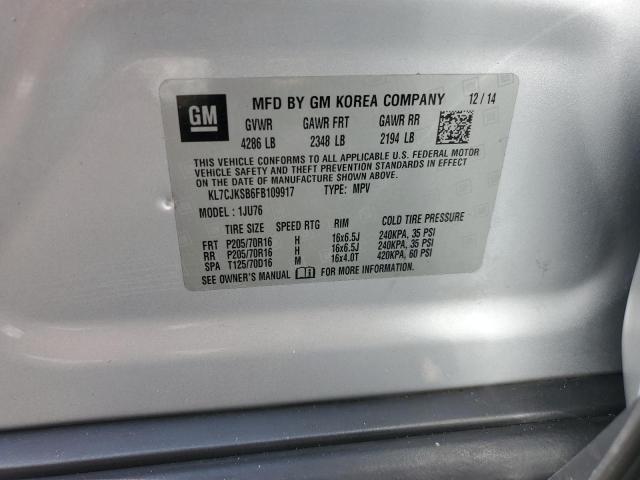 GM
MFD BY GM KOREA COMPANY 12/14
GVWR GAWR FRT GAWR RR
4286 LB 2348 LB 2194 LB
THIS VEHICLE CONFORMS TO ALL APPLICABLE U.S. FEDERAL MOTOR
VEHICLE SAFETY AND THEFT PREVENTION STANDARDS IN EFFECT
ON THE DATE OF MANUFACTURE SHOWN ABOVE.
KL7CJKSB6FB109917 TYPE: MPV
MODEL: 1JU76
TIRE SIZE SPEED RTG RIM COLD TIRE PRESSURE
FRT P205/70R16 H 16x6.5J 240KPA, 35 PSI
RR P205/70R16 H 16x6.5J 240KPA, 35 PSI
SPA T125/70D16 M 16x4.0T 420KPA, 60 PSI
SEE OWNER'S MANUAL FOR MORE INFORMATION.